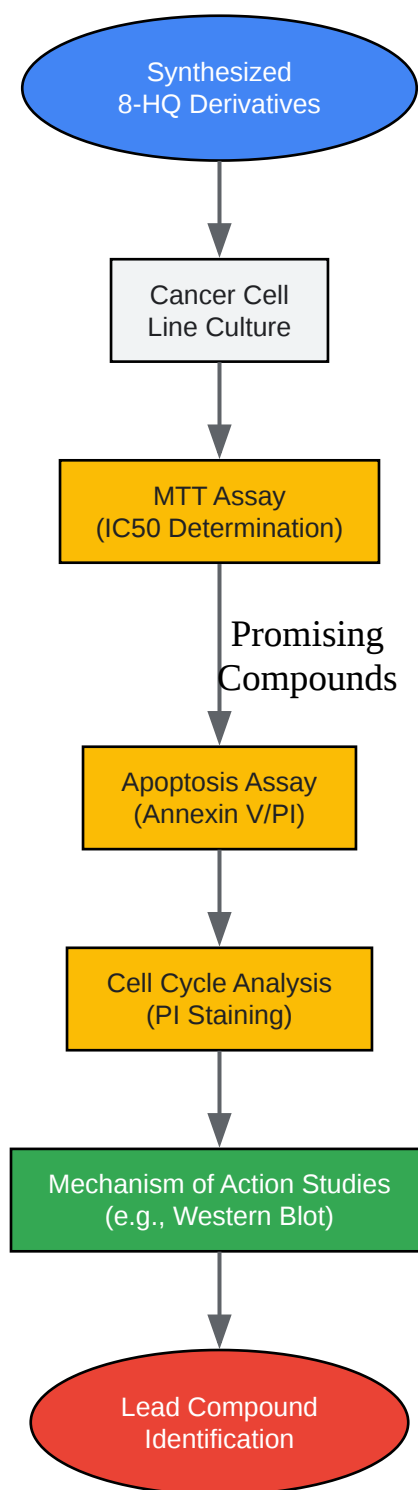 Synthesized
8-HQ Derivatives
Cancer Cell
Line Culture
MTT Assay
(IC50 Determination)
Promising
Compounds
Apoptosis Assay
(Annexin V/PI)
Cell Cycle Analysis
(PI Staining)
Mechanism of Action Studies
(e.g., Western Blot)
Lead Compound
Identification